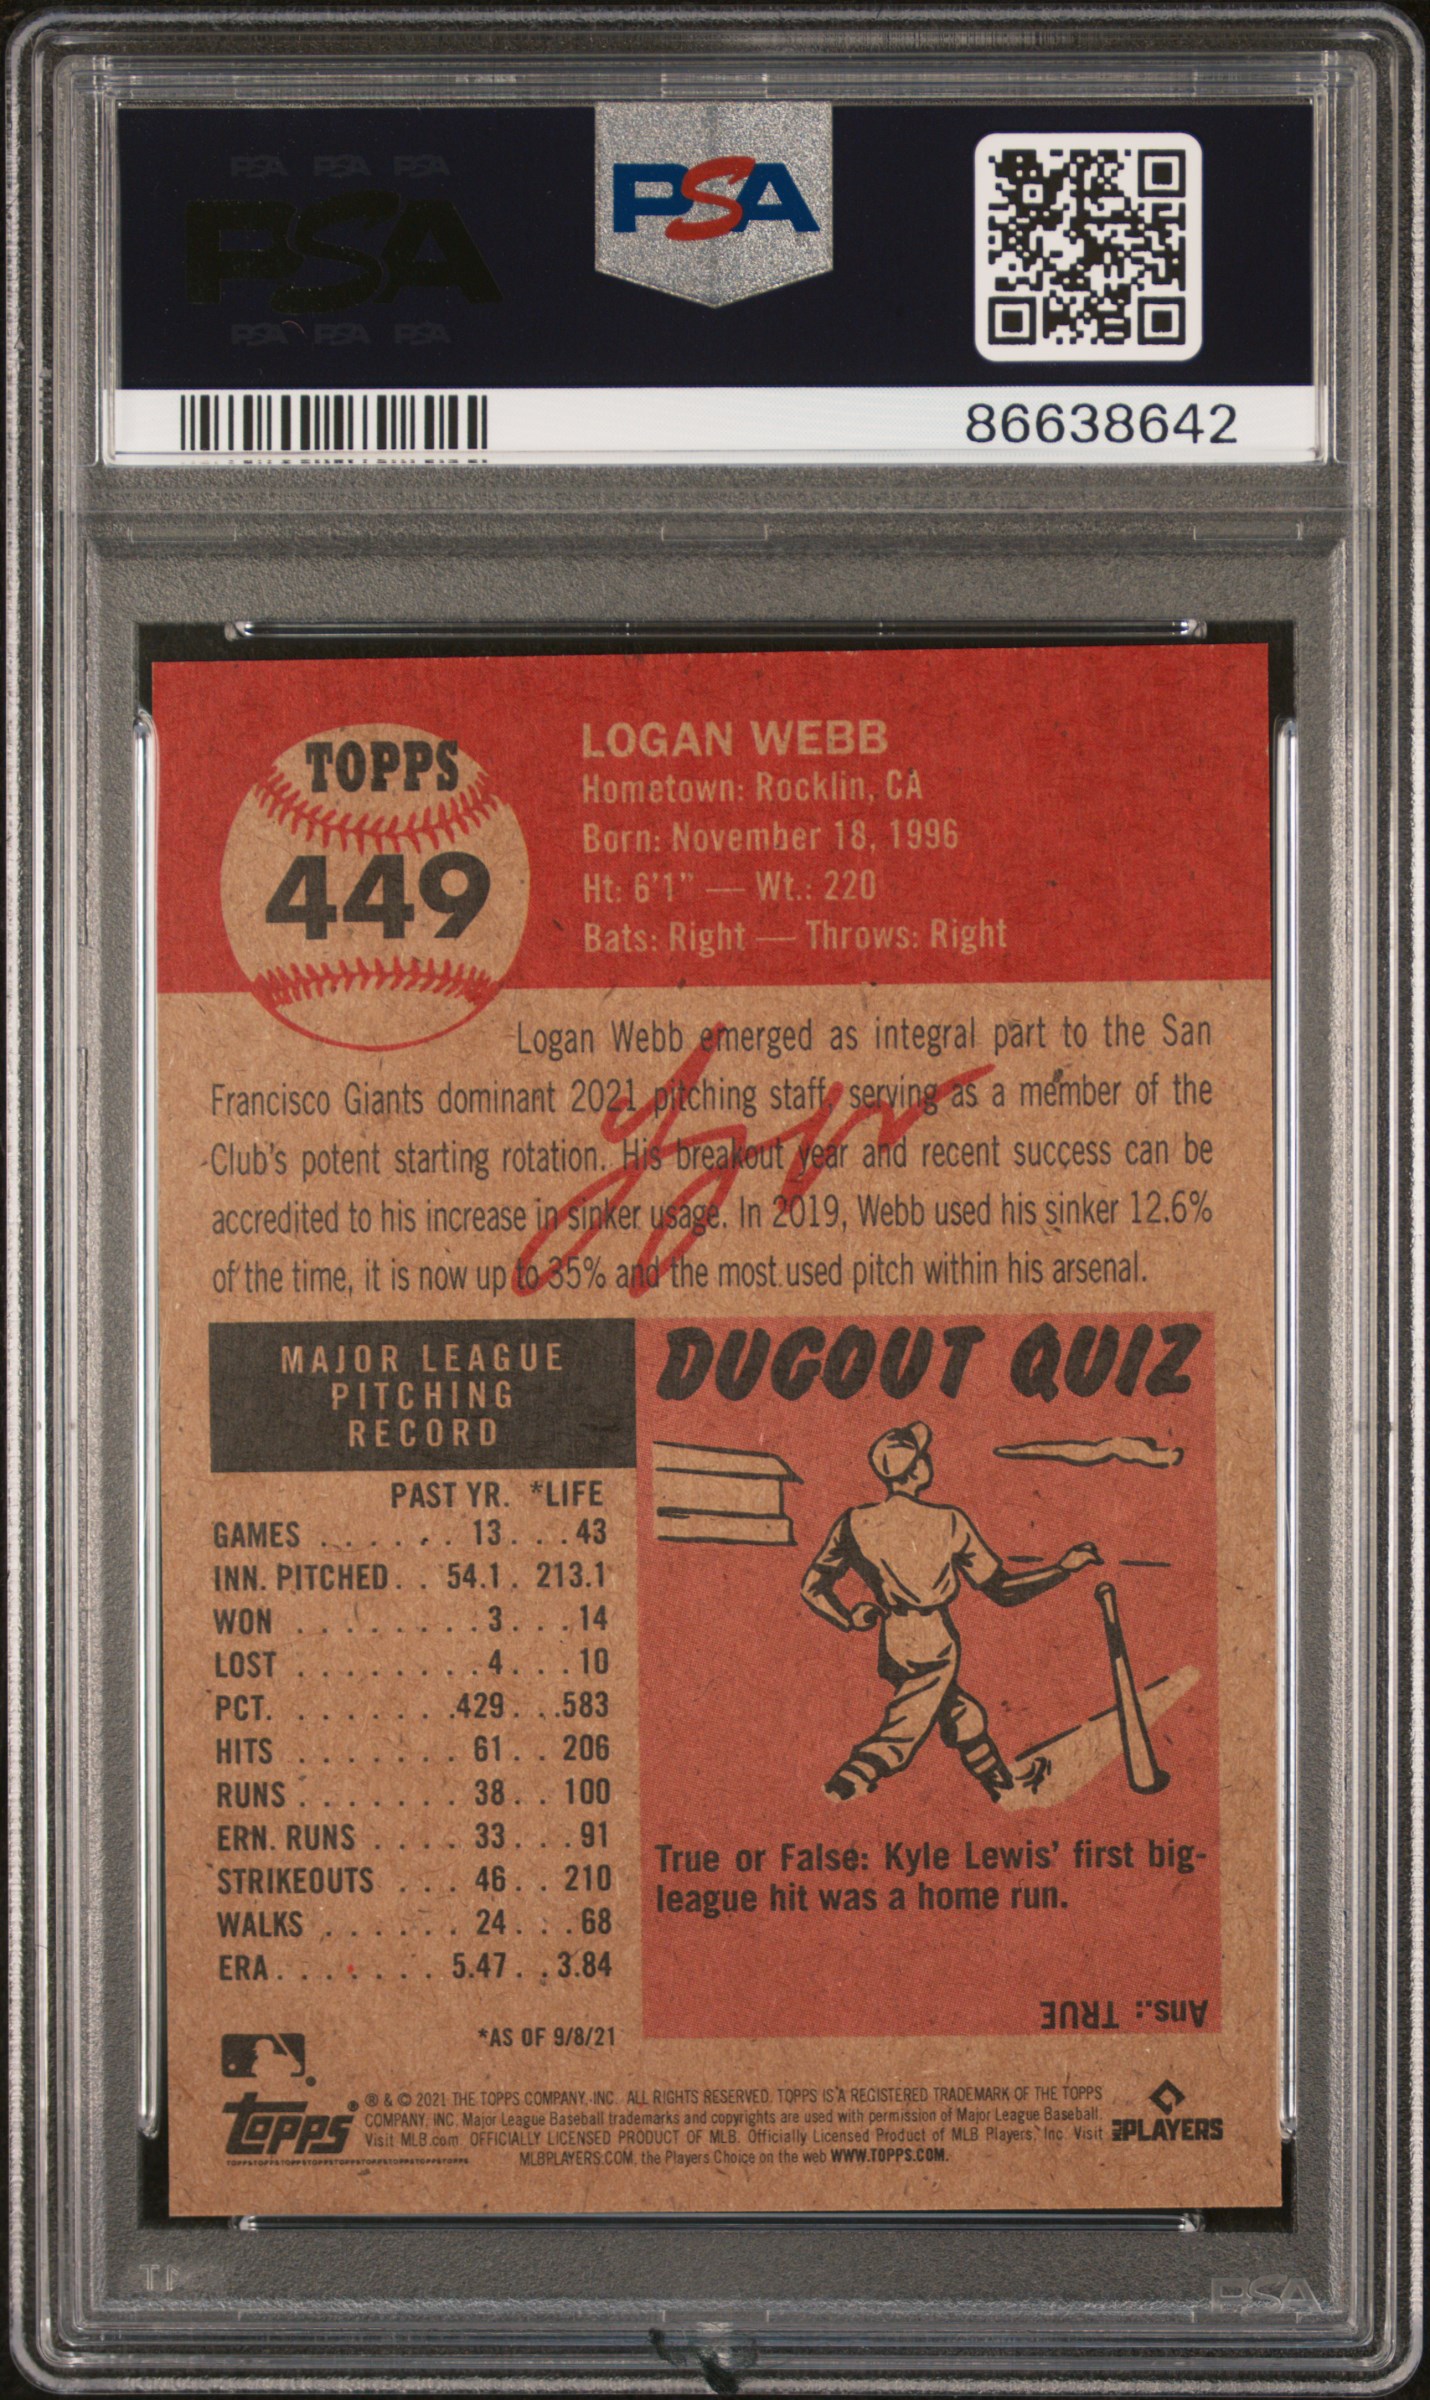 PSA PSA PSA
PSA
PSA PSA PSA
PSA
86638642
TOPPS
449
LOGAN WEBB
Hometown: Rocklin, CA
Born: November 18, 1996
Ht: 6'1" — Wt.: 220
Bats: Right — Throws: Right
Logan Webb emerged as integral part to the San
Francisco Giants dominant 2021 pitching staff, serving as a member of the
Club's potent starting rotation. His breakout year and recent success can be
accredited to his increase in sinker usage. In 2019, Webb used his sinker 12.6%
of the time, it is now up to 35% and the most used pitch within his arsenal.
MAJOR LEAGUE
PITCHING
RECORD
PAST YR. *LIFE
GAMES . . . . . . 13. . .43
INN. PITCHED. . 54.1. 213.1
WON . . . . . . . . 3. . .14
LOST . . . . . . . . 4. . .10
PCT. . . . . . . .429. . .583
HITS . . . . . . . 61. . 206
RUNS. . . . . . . 38. . 100
ERN. RUNS . . . . 33. . .91
STRIKEOUTS . . . 46. . 210
WALKS . . . . . . 24. . .68
ERA. . . . . . . 5.47. .3.84
*AS OF 9/8/21
DUGOUT QUIZ
True or False: Kyle Lewis' first big-
league hit was a home run.
Ans.: TRUE
topps®
® & © 2021 THE TOPPS COMPANY, INC. ALL RIGHTS RESERVED. TOPPS IS A REGISTERED TRADEMARK OF THE TOPPS
COMPANY, INC. Major League Baseball trademarks and copyrights are used with permission of Major League Baseball.
Visit MLB.com. OFFICIALLY LICENSED PRODUCT OF MLB. Officially Licensed Product of MLB Players, Inc. Visit
MLBPLAYERS.COM, the Players Choice on the web WWW.TOPPS.COM.
MLB PLAYERS
PSA